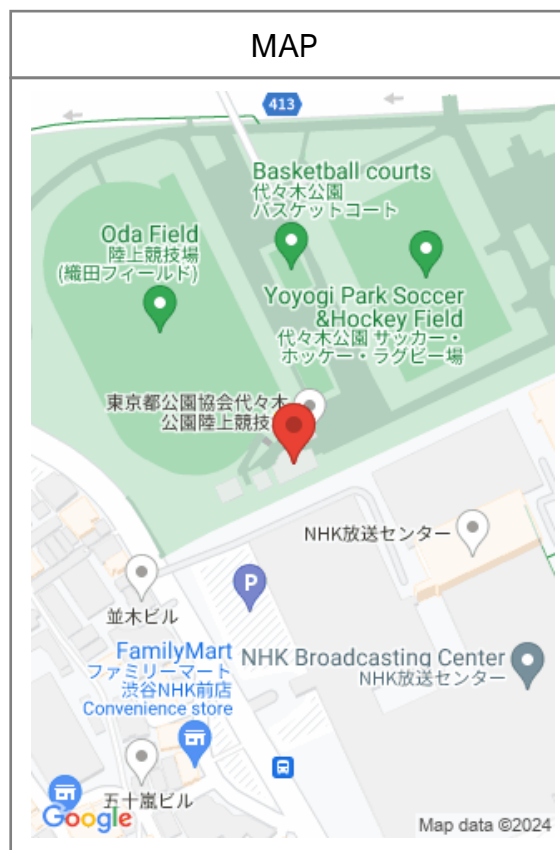 MAP
413
Basketball courts
代々木公園
バスケットコート
Oda Field
陸上競技場
(織田フィールド)
Yoyogi Park Soccer
&Hockey Field
代々木公園 サッカー・
ホッケー・ラグビー場
東京都公園協会代々木
公園陸上競技
NHK放送センター
P
並木ビル
FamilyMart
ファミリーマート
渋谷NHK前店
Convenience store
NHK Broadcasting Center
NHK放送センター
五十嵐ビル
Google
Map data ©2024